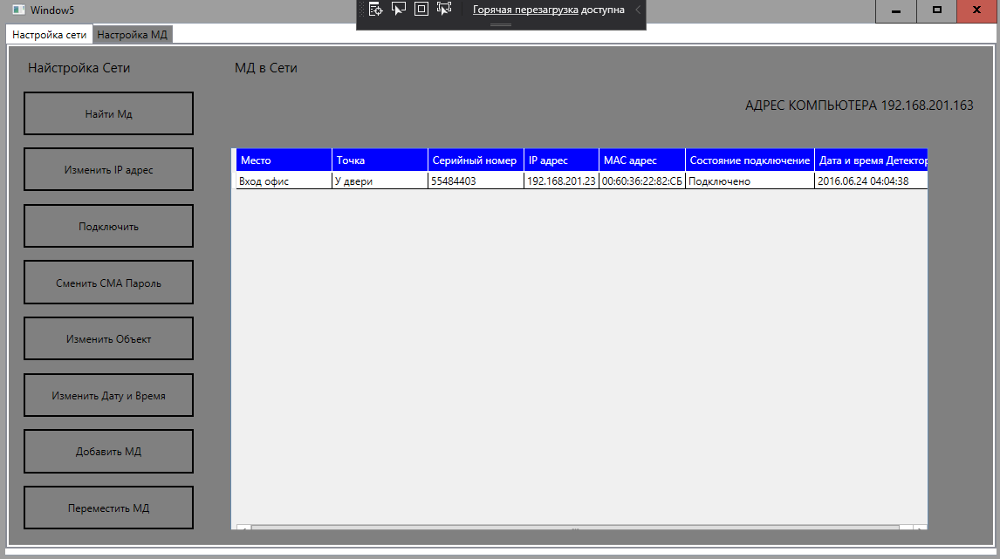 Window5
Горячая перезагрузка доступна
Настройка сети
Настройка МД
Найстройка Сети
МД в Сети
АДРЕС КОМПЬЮТЕРА 192.168.201.163
Найти Мд
Изменить IP адрес
Подключить
Сменить СМА Пароль
Изменить Объект
Изменить Дату и Время
Добавить МД
Переместить МД
Место Точка Серийный номер IP адрес MAC адрес Состояние подключение Дата и время Детектор
Вход офис У двери 55484403 192.168.201.23 00:60:36:22:82:СБ Подключено 2016.06.24 04:04:38